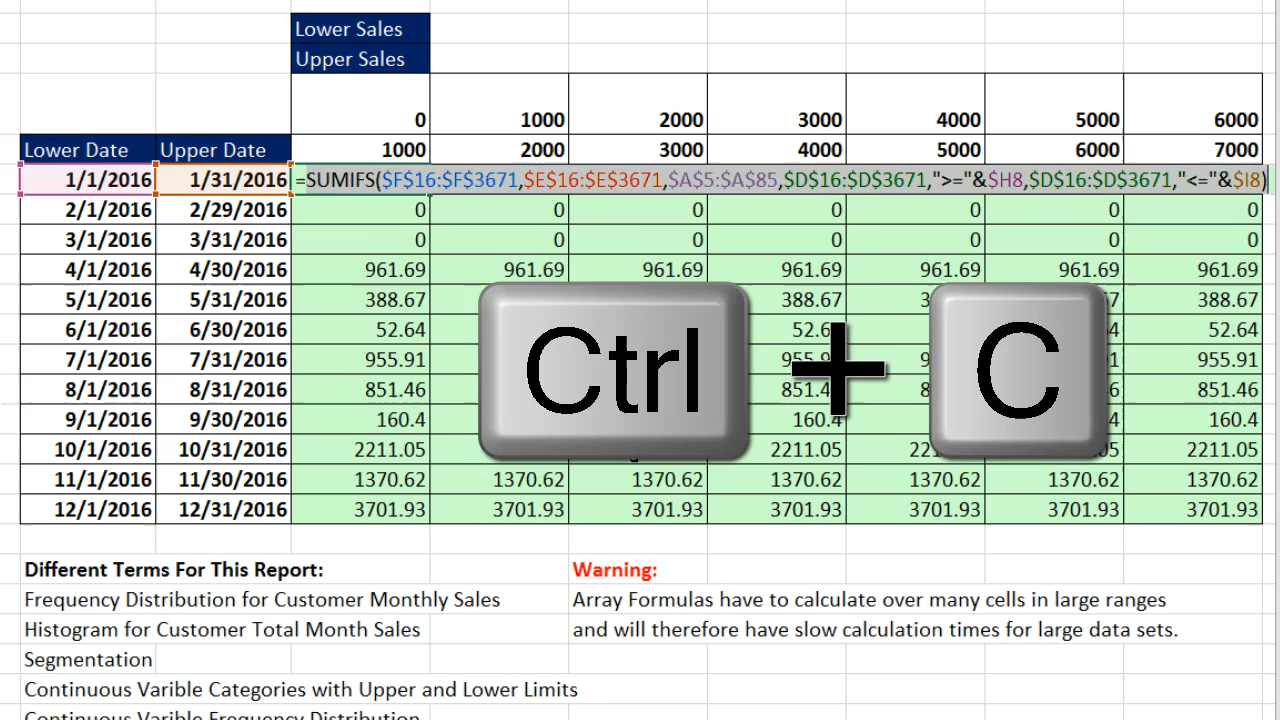 Lower Sales
Upper Sales
0 1000 2000 3000 4000 5000 6000
Lower Date Upper Date 1000 2000 3000 4000 5000 6000 7000
1/1/2016 1/31/2016 =SUMIFS($F$16:$F$3671,$E$16:$E$3671,$A$5:$A$85,$D$16:$D$3671,">="&$H8,$D$16:$D$3671,"<="&$I8)
2/1/2016 2/29/2016 0 0 0 0 0 0 0
3/1/2016 3/31/2016 0 0 0 0 0 0 0
4/1/2016 4/30/2016 961.69 961.69 961.69 961.69 961.69 961.69 961.69
5/1/2016 5/31/2016 388.67 388.67 388.67
6/1/2016 6/30/2016 52.64 52.64
7/1/2016 7/31/2016 955.91 955.91
8/1/2016 8/31/2016 851.46 851.46
9/1/2016 9/30/2016 160.4 160.4 160.4
10/1/2016 10/31/2016 2211.05 2211.05 2211.05
11/1/2016 11/30/2016 1370.62 1370.62 1370.62 1370.62 1370.62 1370.62 1370.62
12/1/2016 12/31/2016 3701.93 3701.93 3701.93 3701.93 3701.93 3701.93 3701.93
Ctrl + C
Different Terms For This Report: Warning:
Frequency Distribution for Customer Monthly Sales Array Formulas have to calculate over many cells in large ranges
Histogram for Customer Total Month Sales and will therefore have slow calculation times for large data sets.
Segmentation
Continuous Varible Categories with Upper and Lower Limits
Continuous Varible Frequency Distribution